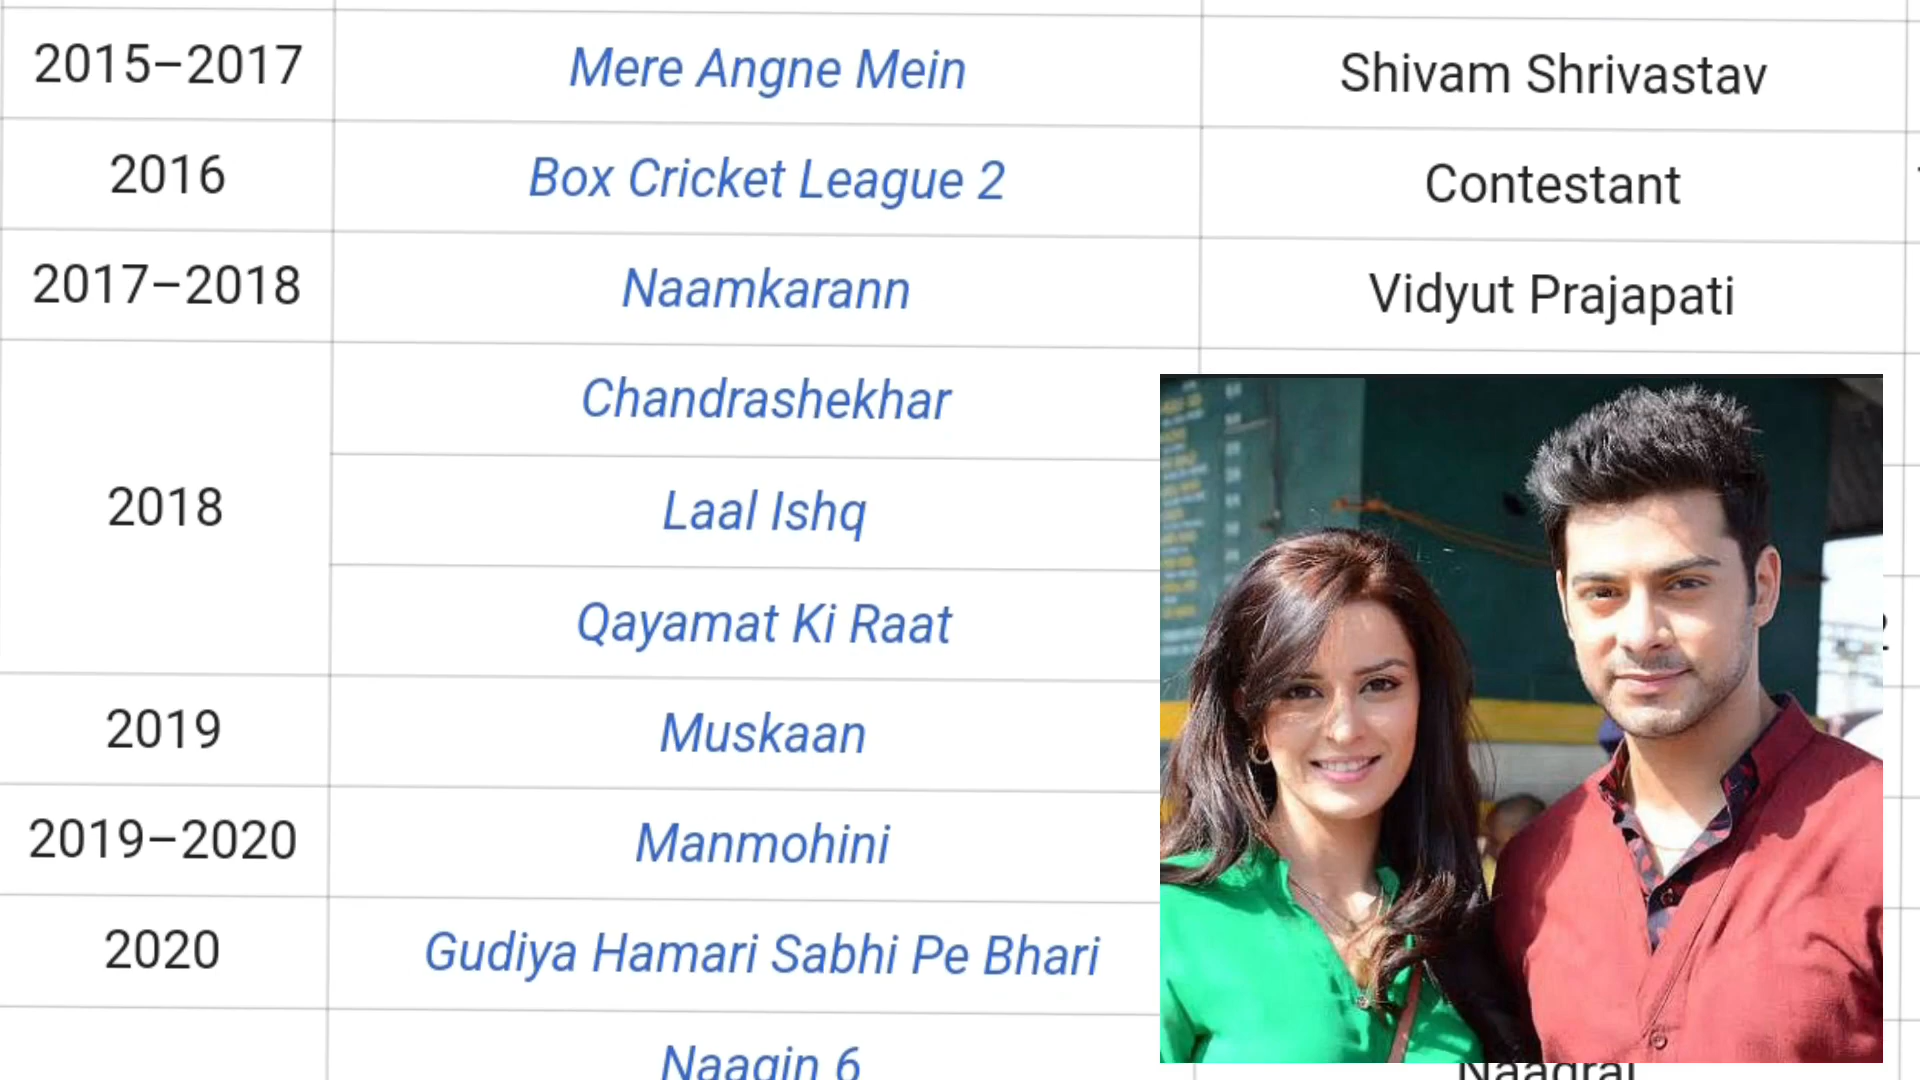 2015–2017 Mere Angne Mein Shivam Shrivastav
2016 Box Cricket League 2 Contestant
2017–2018 Naamkarann Vidyut Prajapati
2018 Chandrashekhar
Laal Ishq
Qayamat Ki Raat
2019 Muskaan
2019–2020 Manmohini
2020 Gudiya Hamari Sabhi Pe Bhari
Naagin 6